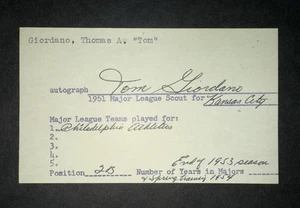 Giordano, Thomas A. "Tom"
autograph Tom Giordano
1951 Major League Scout for Kansas City
Major League Teams played for:
1. Philadelphia Athletics
2.
3.
4.
5. End of 1953 season
Position 2B Number of Years in Majors
& Spring Training 1954